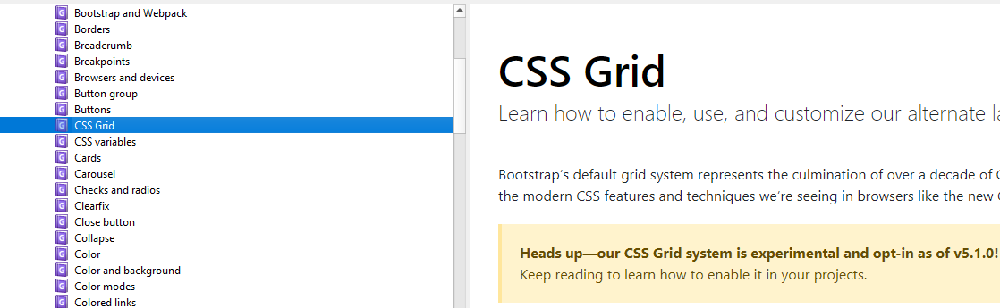 Bootstrap and Webpack
Borders
Breadcrumb
Breakpoints
Browsers and devices
Button group
Buttons
CSS Grid
CSS variables
Cards
Carousel
Checks and radios
Clearfix
Close button
Collapse
Color
Color and background
Color modes
Colored links
CSS Grid
Learn how to enable, use, and customize our alternate
Bootstrap’s default grid system represents the culmination of over a decade of
the modern CSS features and techniques we’re seeing in browsers like the new
Heads up—our CSS Grid system is experimental and opt-in as of v5.1.0!
Keep reading to learn how to enable it in your projects.